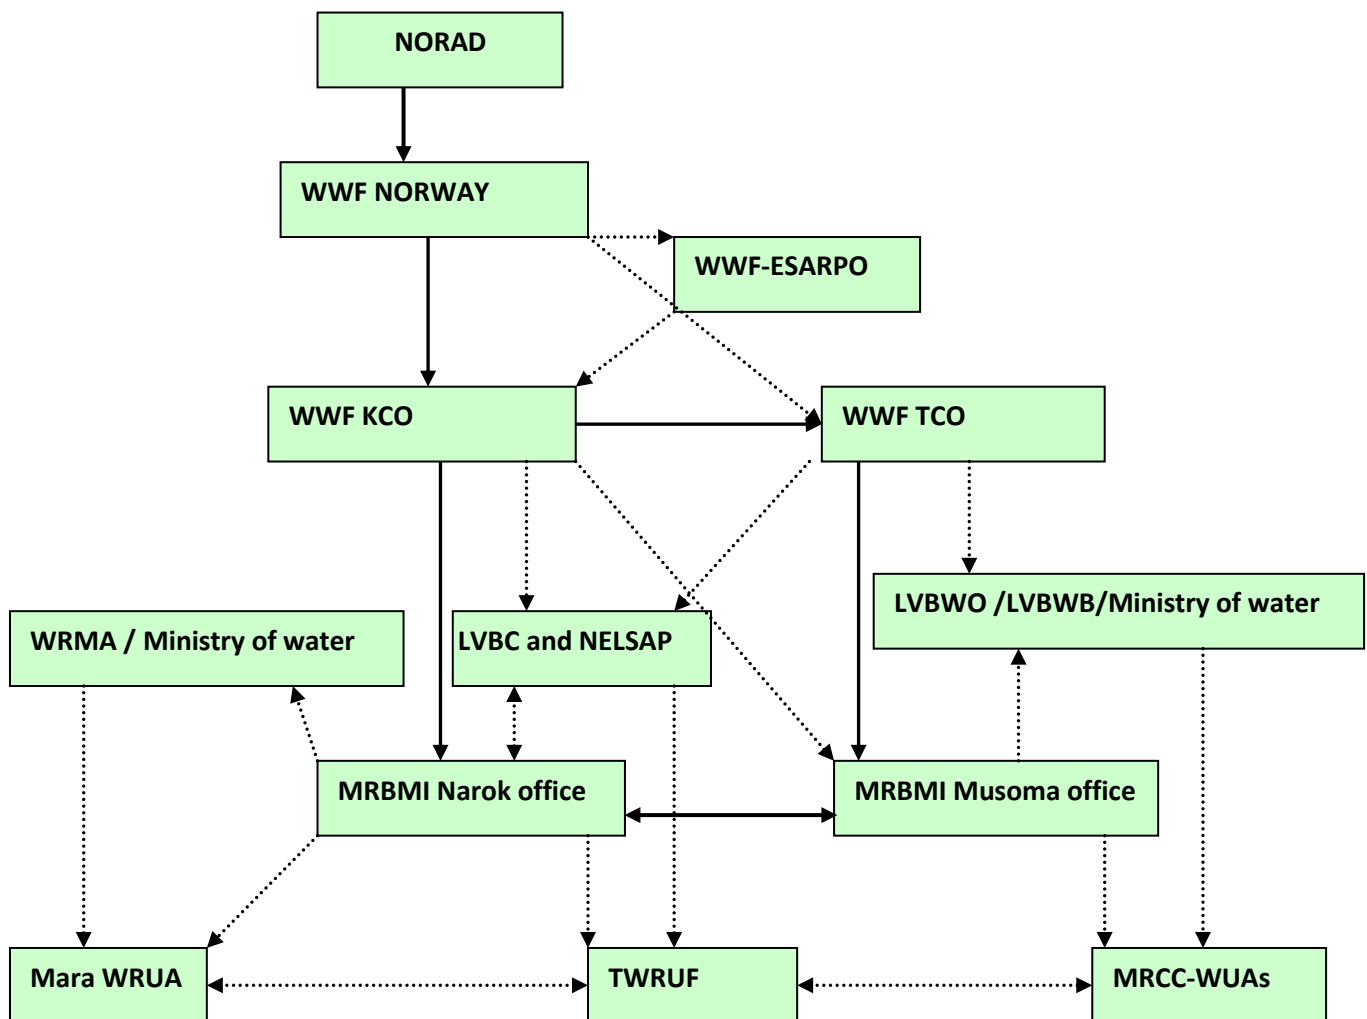 NORAD
WWF NORWAY
WWF-ESARPO
WWF KCO
WWF TCO
LVBWO /LVBWB/Ministry of water
WRMA / Ministry of water
LVBC and NELSAP
MRBMI Narok office
MRBMI Musoma office
Mara WRUA
TWRUF
MRCC-WUAs